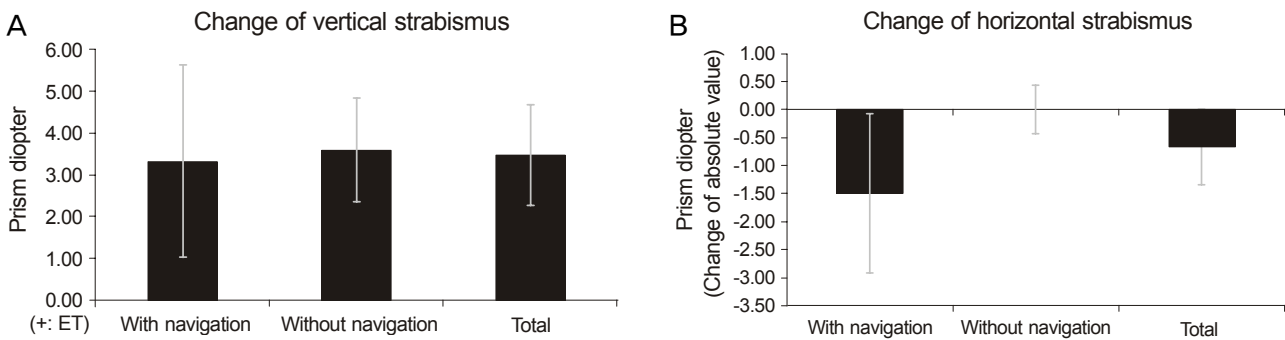 A
Change of vertical strabismus
Prism diopter
6.00
5.00
4.00
3.00
2.00
1.00
0.00
(+: ET)
With navigation
Without navigation
Total
B
Change of horizontal strabismus
Prism diopter
(Change of absolute value)
1.00
0.50
0.00
-0.50
-1.00
-1.50
-2.00
-2.50
-3.00
-3.50
With navigation
Without navigation
Total